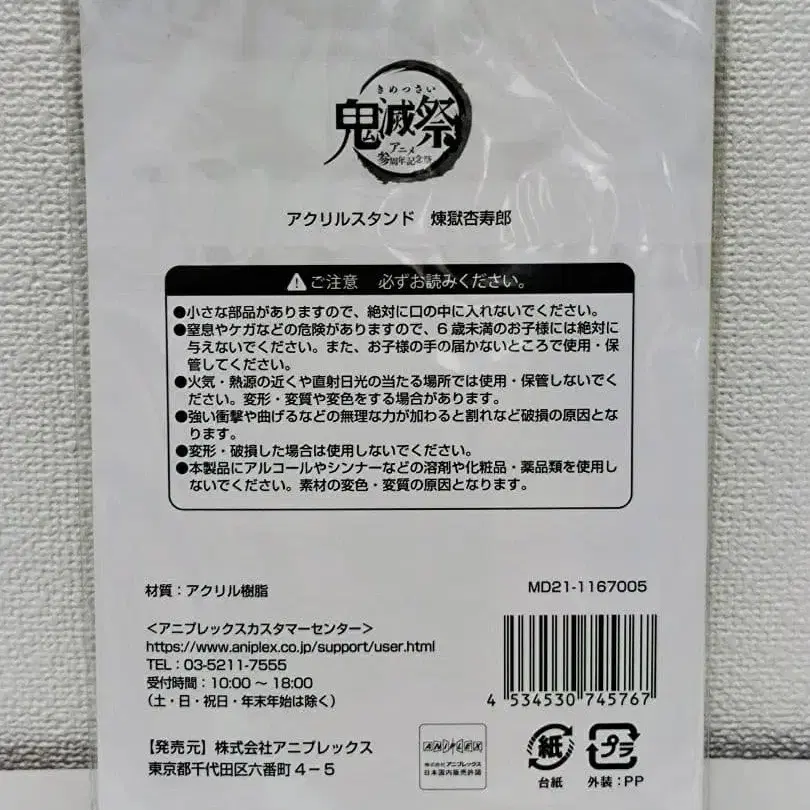 きめつさい
鬼滅祭
アニメ
参周年記念祭
アクリルスタンド 煉獄杏寿郎
ご注意 必ずお読みください。
●小さな部品がありますので、絶対に口の中に入れないでください。
●窒息やケガなどの危険がありますので、6歳未満のお子様には絶対に
与えないでください。また、お子様の手の届かないところで使用・保
管してください。
●火気・熱源の近くや直射日光の当たる場所では使用・保管しないでく
ださい。変形・変質や変色をする場合があります。
●強い衝撃や曲げるなどの無理な力が加わると割れなど破損の原因とな
ります。
●変形・破損した場合は使用しないでください。
●本製品にアルコールやシンナーなどの溶剤や化粧品・薬品類を使用し
ないでください。素材の変色・変質の原因となります。
材質：アクリル樹脂
MD21-1167005
＜アニプレックスカスタマーセンター＞
https://www.aniplex.co.jp/support/user.html
TEL：03-5211-7555
受付時間：10:00～18:00
（土・日・祝日・年末年始は除く）
4 534530 745767
【発売元】株式会社アニプレックス
東京都千代田区六番町4－5
ANIPLEX
株式会社アニプレックス
日本国内販売許諾
紙
台紙
プラ
外装：PP